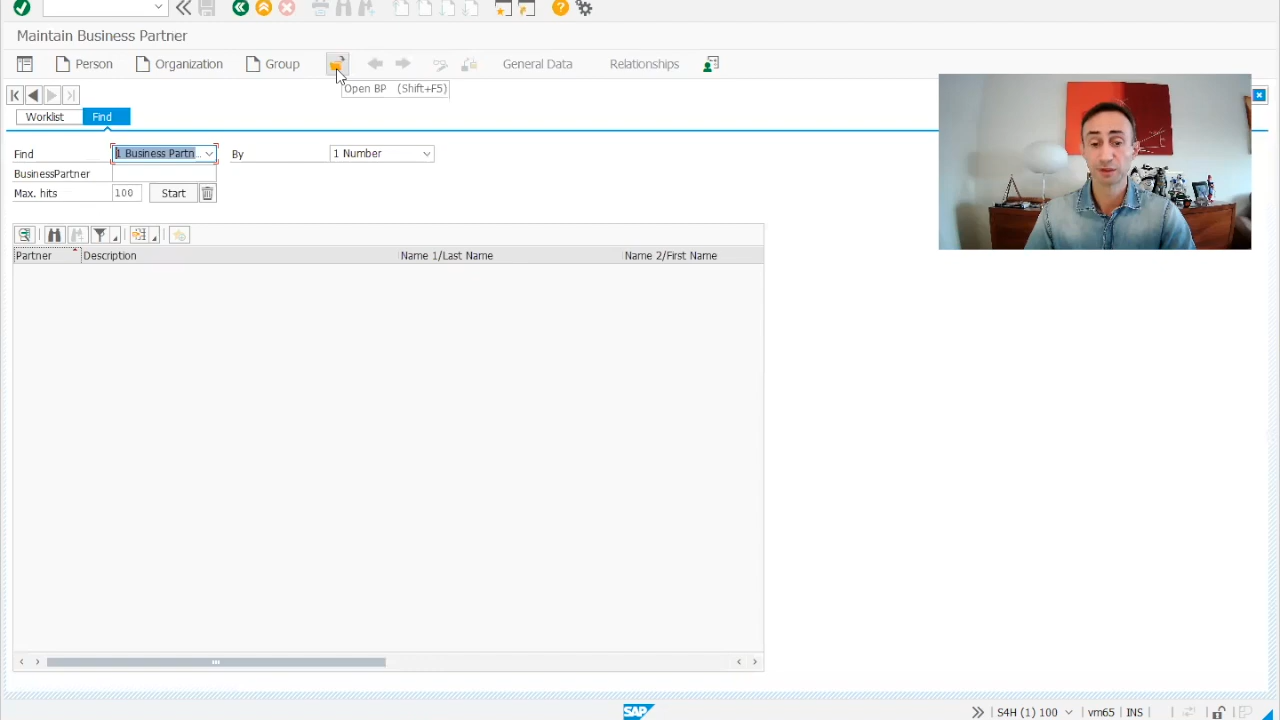 Maintain Business Partner
Person Organization Group General Data Relationships
Open BP (Shift+F5)
Worklist Find
Find 1 Business Partn... By 1 Number
BusinessPartner
Max. hits 100 Start
Partner Description Name 1/Last Name Name 2/First Name
SAP S4H (1) 100 vm65 INS